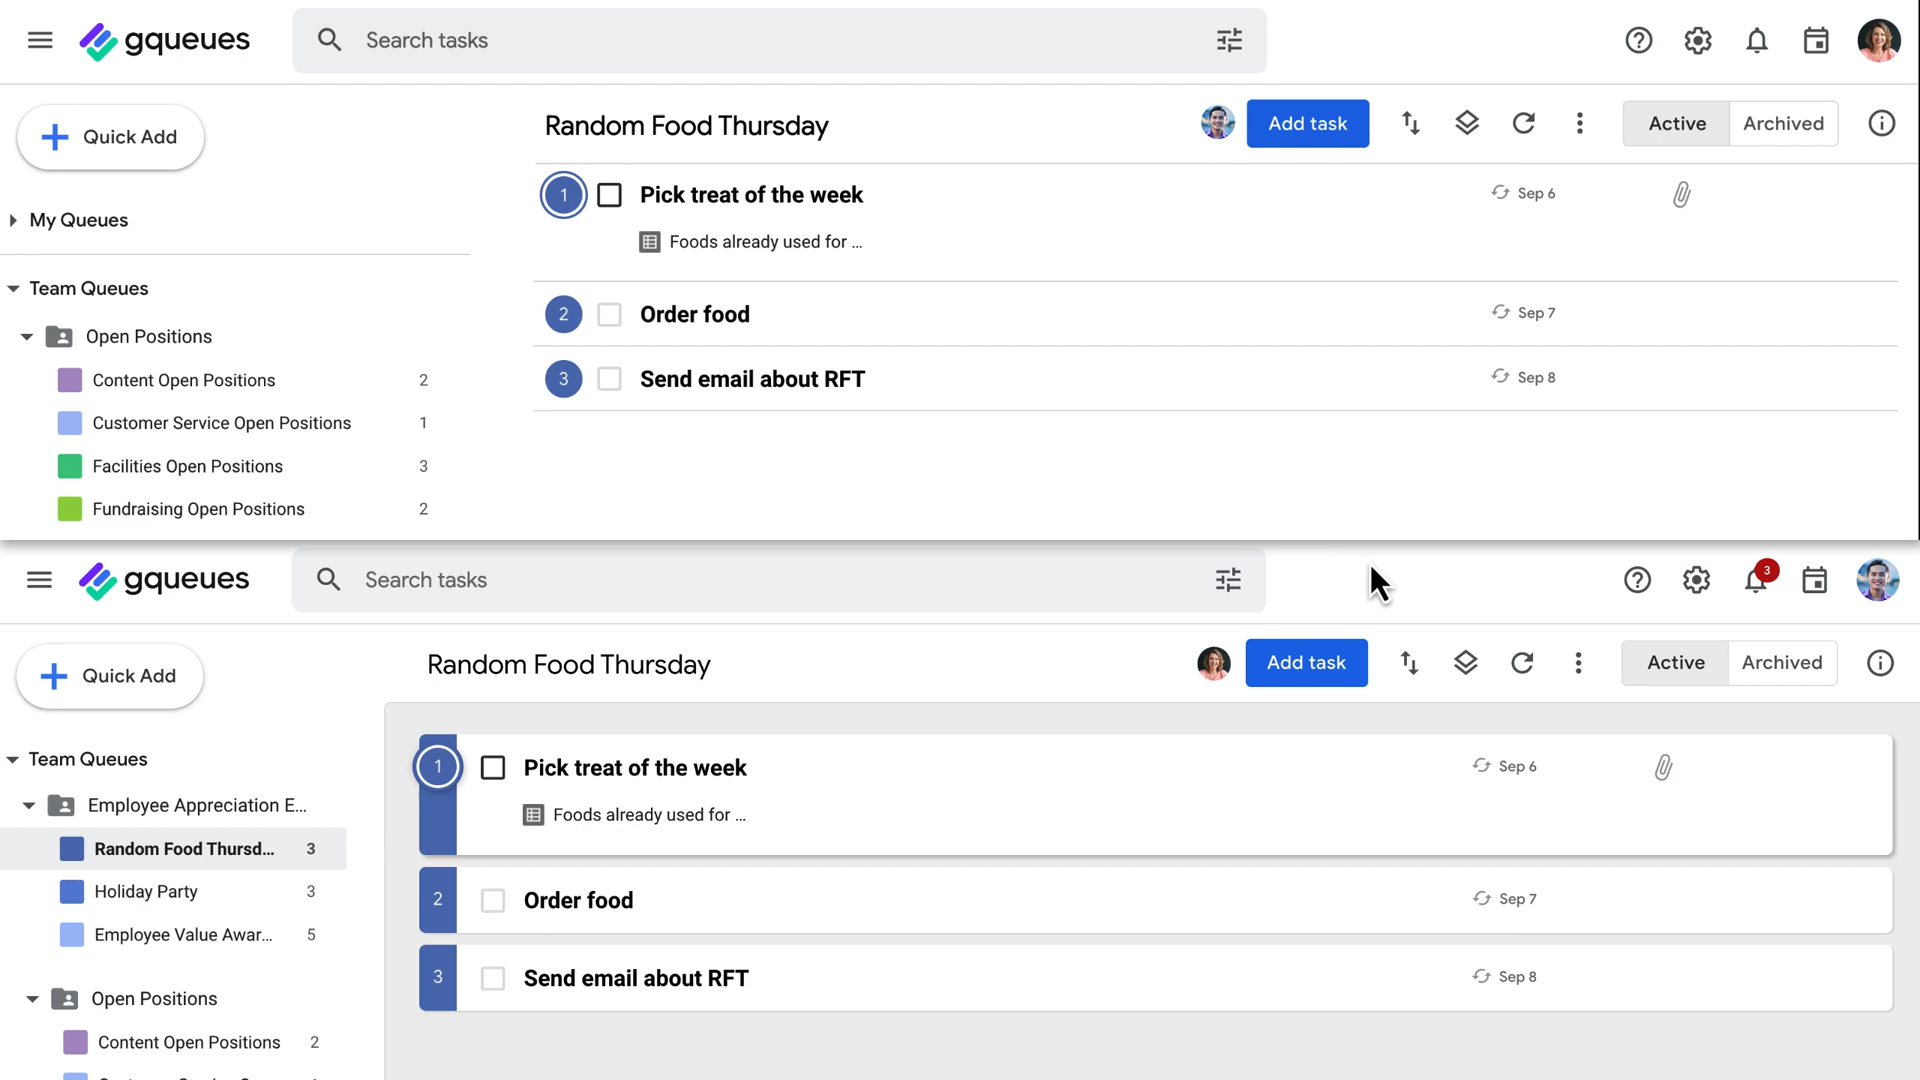 gqueues
Search tasks
Quick Add
Random Food Thursday
Add task
Active
Archived
My Queues
Team Queues
Open Positions
Content Open Positions 2
Customer Service Open Positions 1
Facilities Open Positions 3
Fundraising Open Positions 2
1 Pick treat of the week Sep 6
Foods already used for ...
2 Order food Sep 7
3 Send email about RFT Sep 8
gqueues
Search tasks
3
Quick Add
Random Food Thursday
Add task
Active
Archived
Team Queues
Employee Appreciation E...
Random Food Thursd... 3
Holiday Party 3
Employee Value Awar... 5
Open Positions
Content Open Positions 2
1 Pick treat of the week Sep 6
Foods already used for ...
2 Order food Sep 7
3 Send email about RFT Sep 8